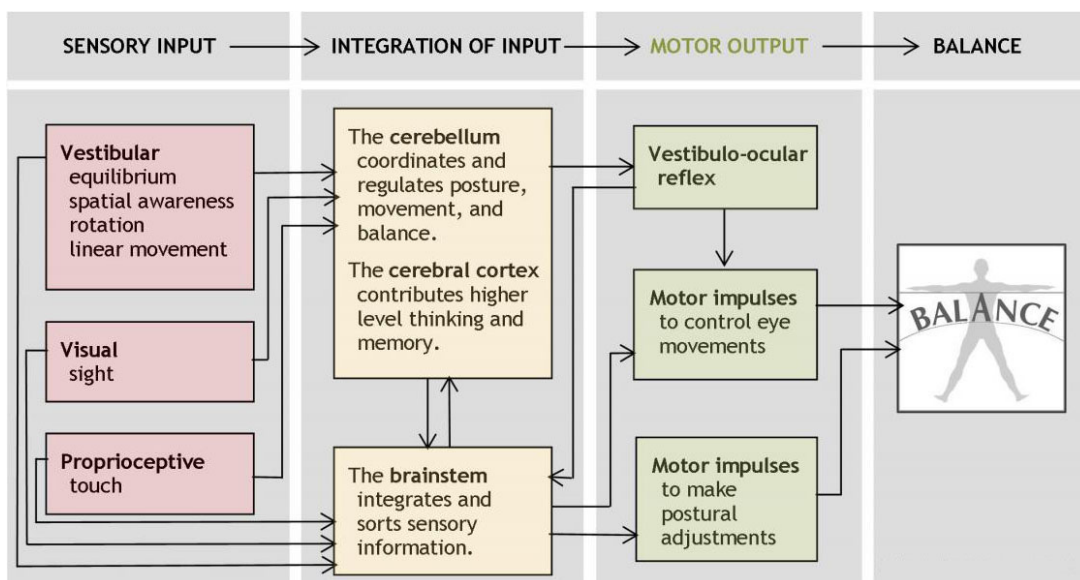 SENSORY INPUT
INTEGRATION OF INPUT
MOTOR OUTPUT
BALANCE
Vestibular
equilibrium
spatial awareness
rotation
linear movement
Visual
sight
Proprioceptive
touch
The cerebellum
coordinates and
regulates posture,
movement, and
balance.
The cerebral cortex
contributes higher
level thinking and
memory.
The brainstem
integrates and
sorts sensory
information.
Vestibulo-ocular
reflex
Motor impulses
to control eye
movements
Motor impulses
to make
postural
adjustments
BALANCE